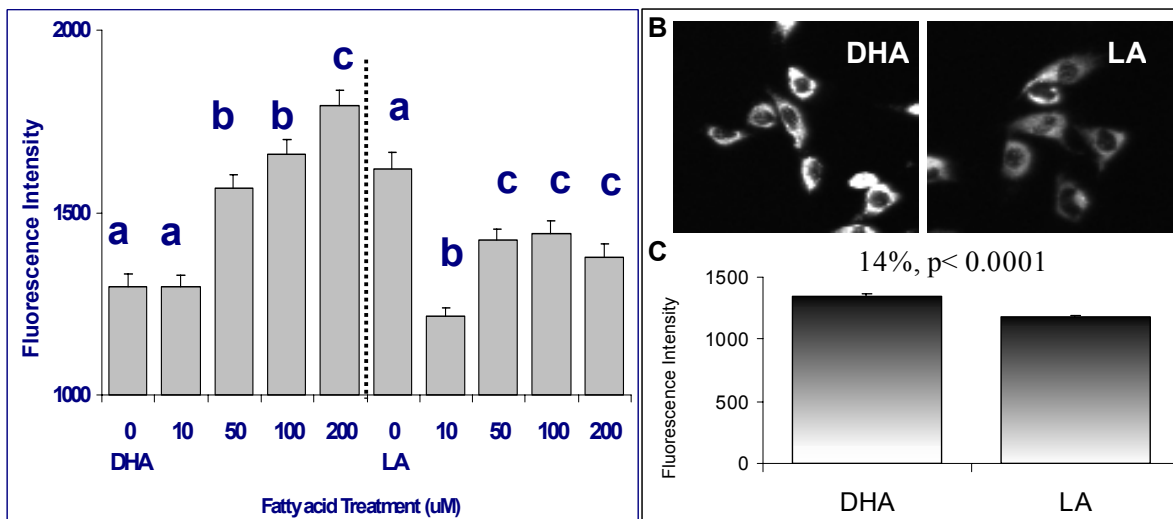 2000
1500
1000
Fluorescence Intensity
a a b b c a b c c c
0 10 50 100 200 0 10 50 100 200
DHA LA
Fatty acid Treatment (uM)
B
DHA LA
C
14%, p< 0.0001
1500
1000
500
0
Fluorescence Intensity
DHA LA